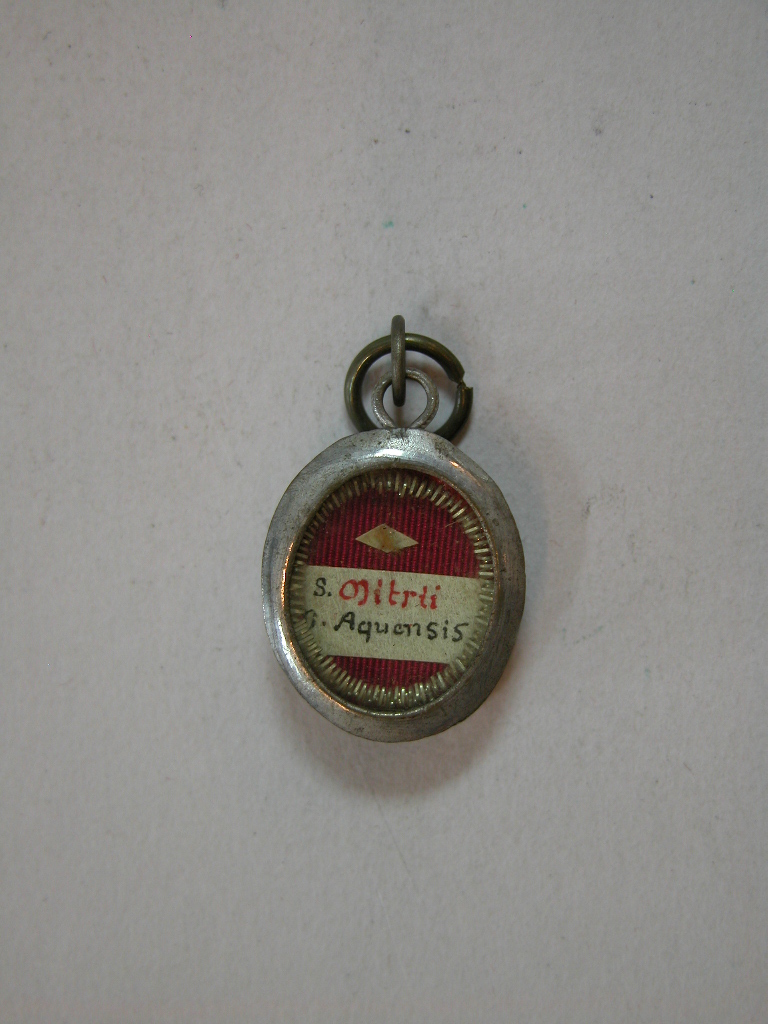 S. Mitrii
. Aquensis